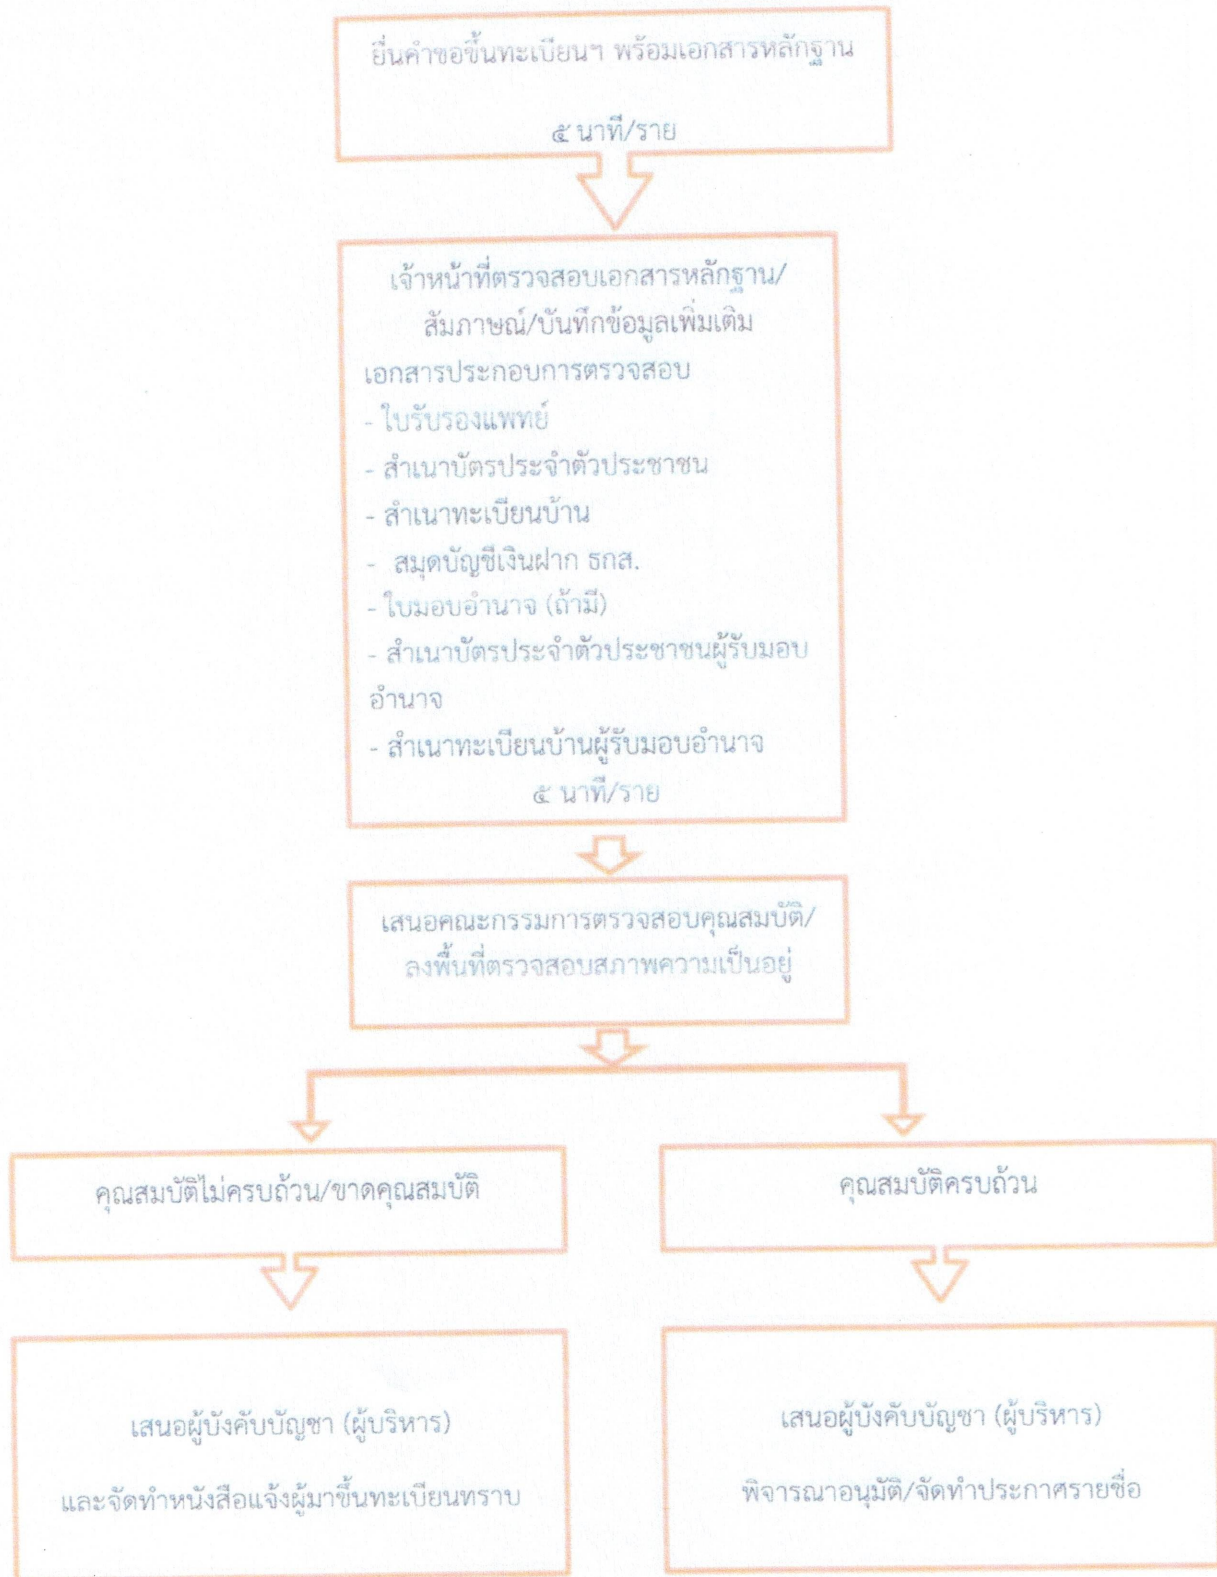 ยื่นคำขอขึ้นทะเบียนฯ พร้อมเอกสารหลักฐาน
๕ นาที/ราย
เจ้าหน้าที่ตรวจสอบเอกสารหลักฐาน/
สัมภาษณ์/บันทึกข้อมูลเพิ่มเติม
เอกสารประกอบการตรวจสอบ
- ใบรับรองแพทย์
- สำเนาบัตรประจำตัวประชาชน
- สำเนาทะเบียนบ้าน
- สมุดบัญชีเงินฝาก ธกส.
- ใบมอบอำนาจ (ถ้ามี)
- สำเนาบัตรประจำตัวประชาชนผู้รับมอบ
อำนาจ
- สำเนาทะเบียนบ้านผู้รับมอบอำนาจ
๕ นาที/ราย
เสนอคณะกรรมการตรวจสอบคุณสมบัติ/
ลงพื้นที่ตรวจสอบสภาพความเป็นอยู่
คุณสมบัติไม่ครบถ้วน/ขาดคุณสมบัติ
คุณสมบัติครบถ้วน
เสนอผู้บังคับบัญชา (ผู้บริหาร)
และจัดทำหนังสือแจ้งผู้มาขึ้นทะเบียนทราบ
เสนอผู้บังคับบัญชา (ผู้บริหาร)
พิจารณาอนุมัติ/จัดทำประกาศรายชื่อ